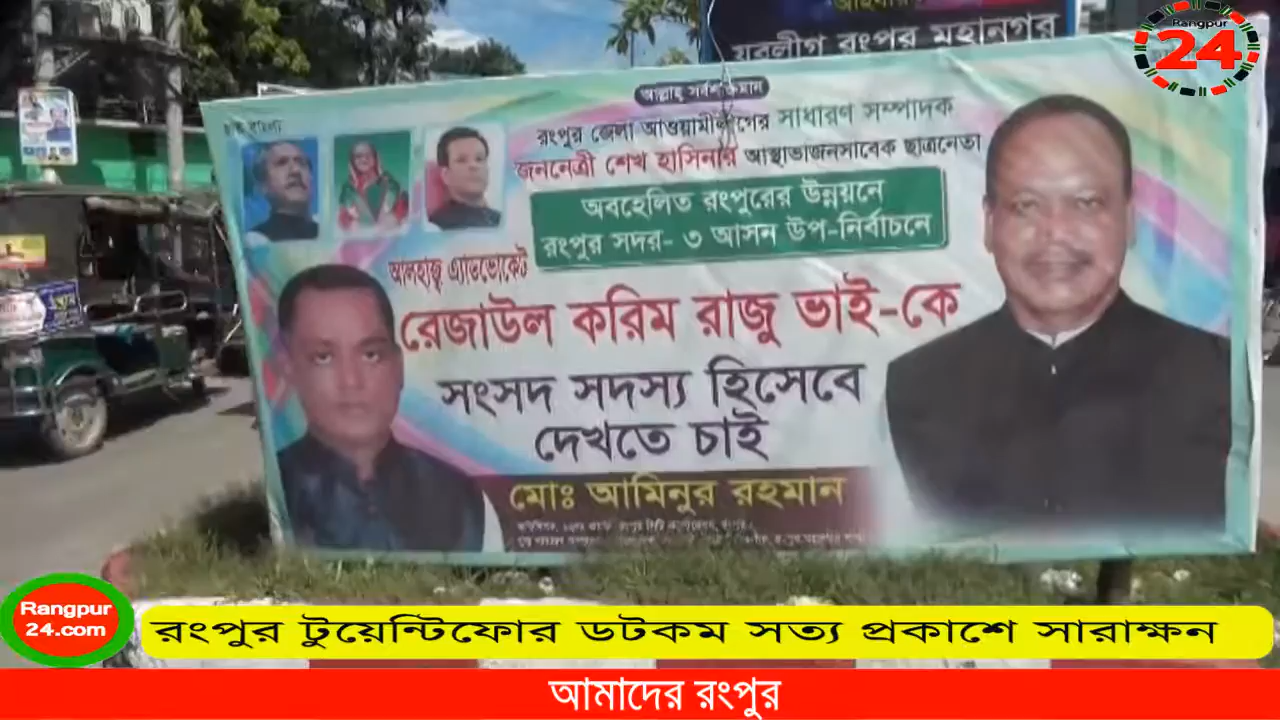 যুবলীগ রংপুর মহানগর
Rangpur
24
আল্লাহ সর্বশক্তিমান
রংপুর জেলা আওয়ামীলীগের সাধারণ সম্পাদক
জননেত্রী শেখ হাসিনার আস্থাভাজনসাবেক ছাত্রনেতা
অবহেলিত রংপুরের উন্নয়নে
রংপুর সদর- ৩ আসন উপ-নির্বাচনে
আলহাজ্ব এ্যাডভোকেট
রেজাউল করিম রাজু ভাই-কে
সংসদ সদস্য হিসেবে
দেখতে চাই
মোঃ আমিনুর রহমান
Rangpur
24.com
রংপুর টুয়েন্টিফোর ডটকম সত্য প্রকাশে সারাক্ষন
আমাদের রংপুর